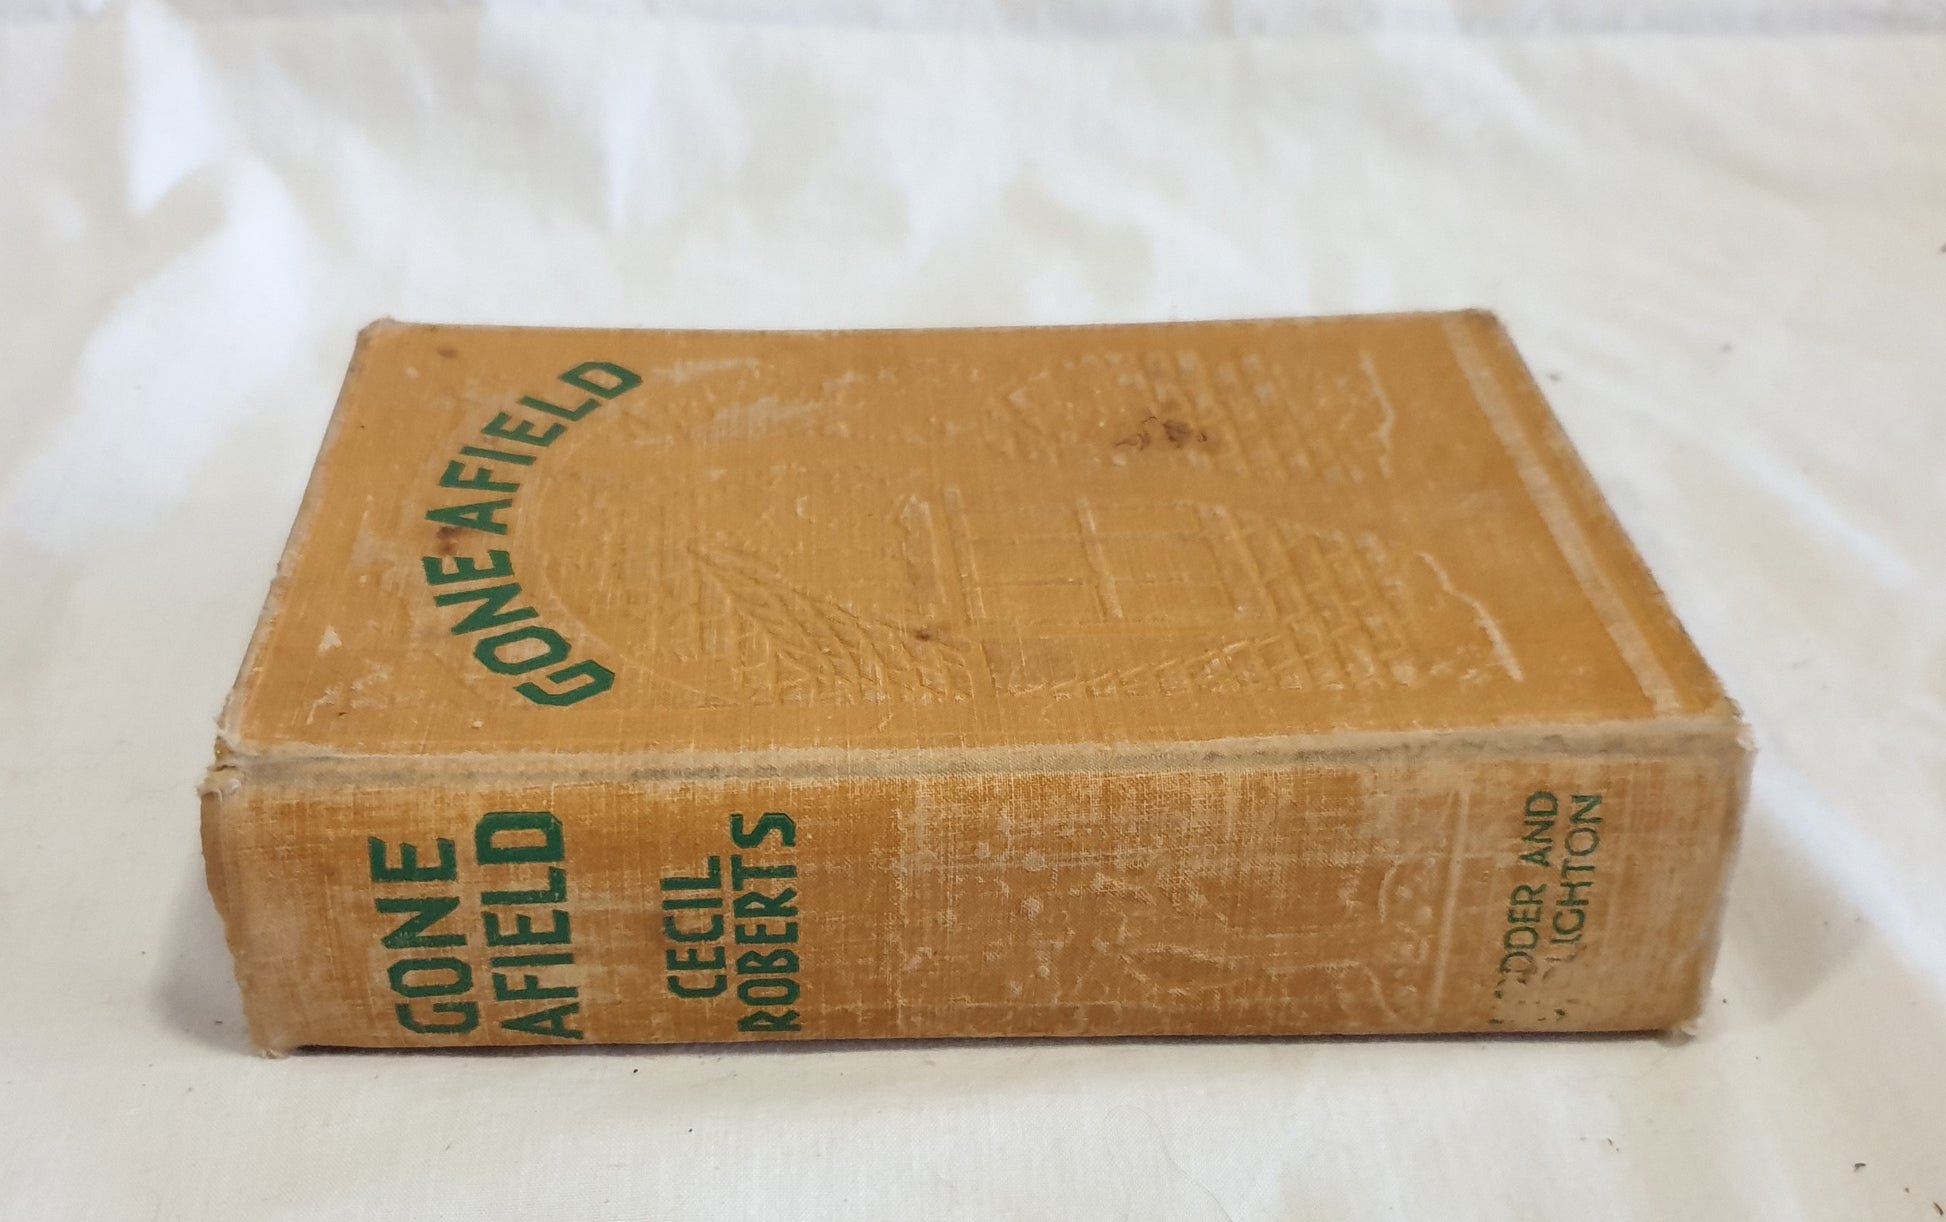 GONE AFIELD
GONE
AFIELD
CECIL
ROBERTS
AND